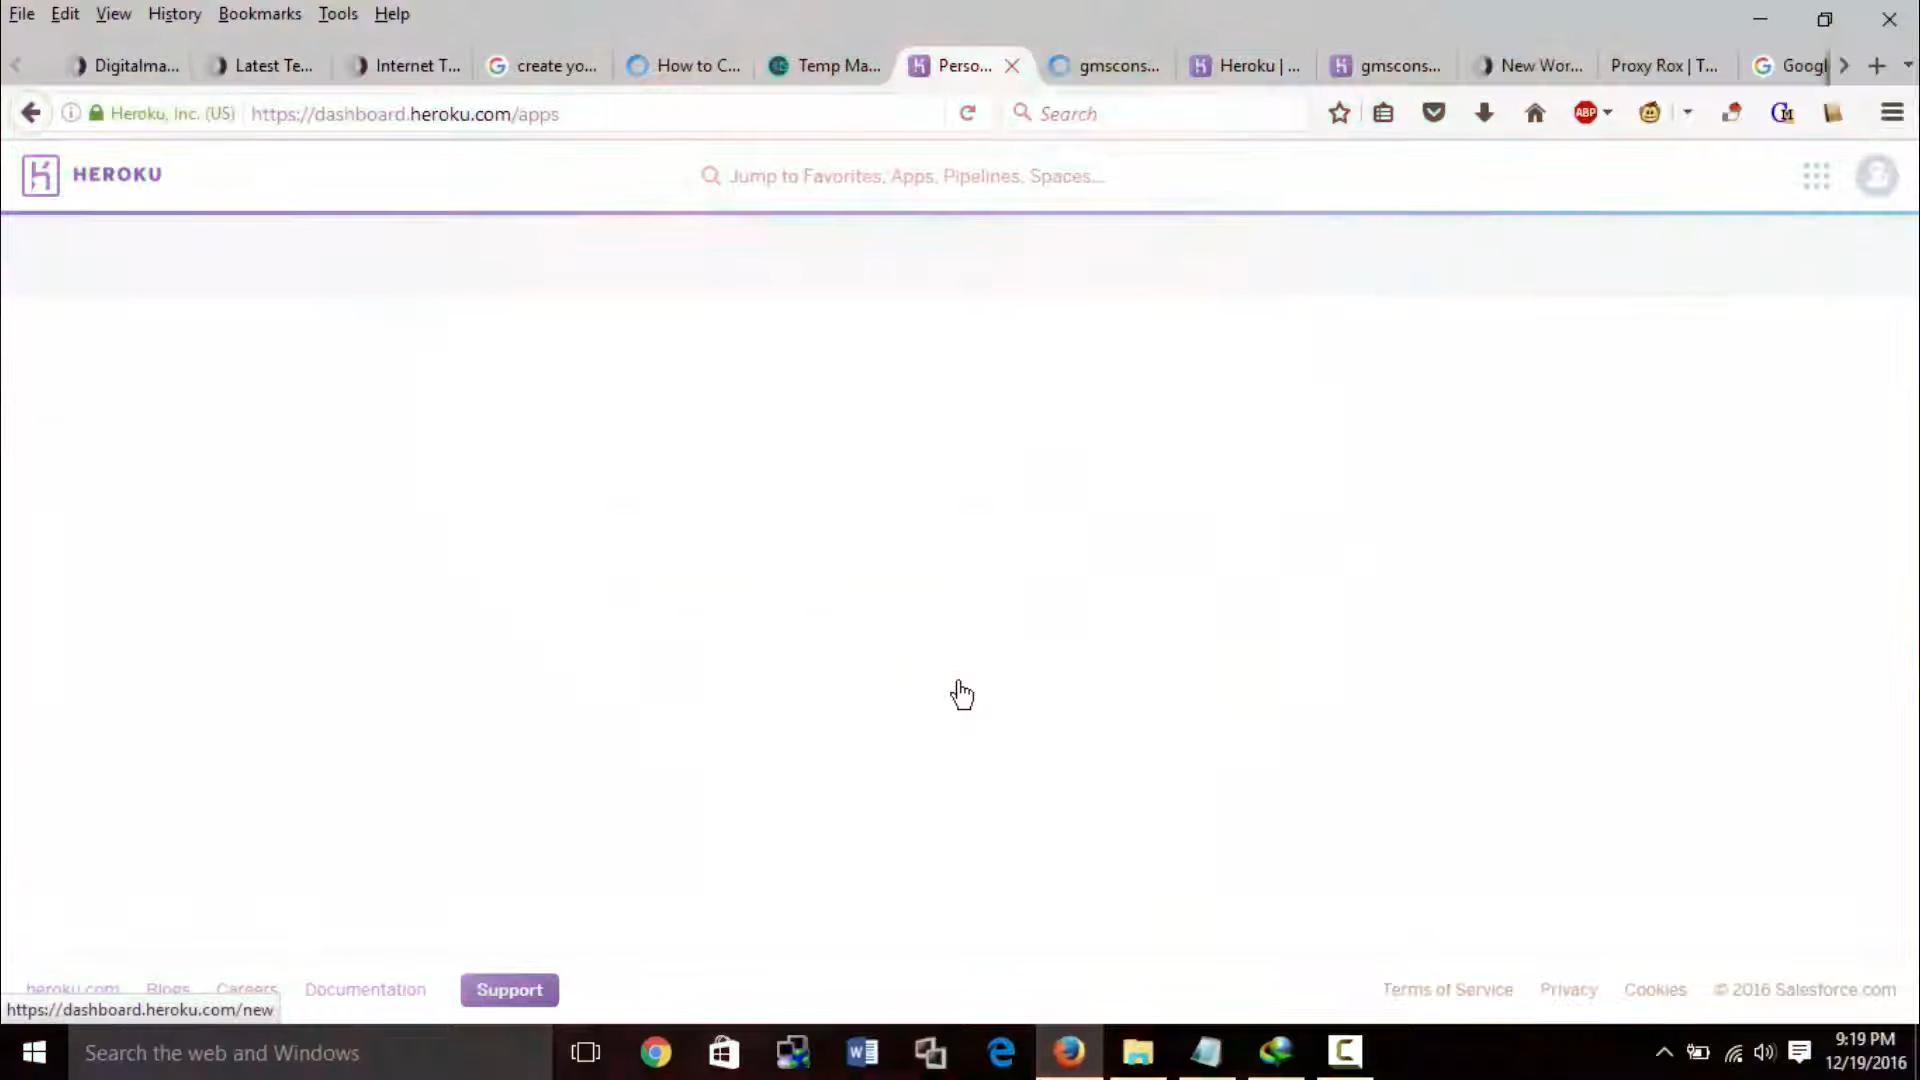 File Edit View History Bookmarks Tools Help
Digitalma... Latest Te... Internet T... create yo... How to C... Temp Ma... Perso... gmscons... Heroku | ... gmscons... New Wor... Proxy Rox | T... Googl
Heroku, Inc. (US) https://dashboard.heroku.com/apps Search ABP
HEROKU Jump to Favorites, Apps, Pipelines, Spaces...
heroku.com Blogs Careers Documentation Support Terms of Service Privacy Cookies © 2016 Salesforce.com
https://dashboard.heroku.com/new
Search the web and Windows 9:19 PM
12/19/2016